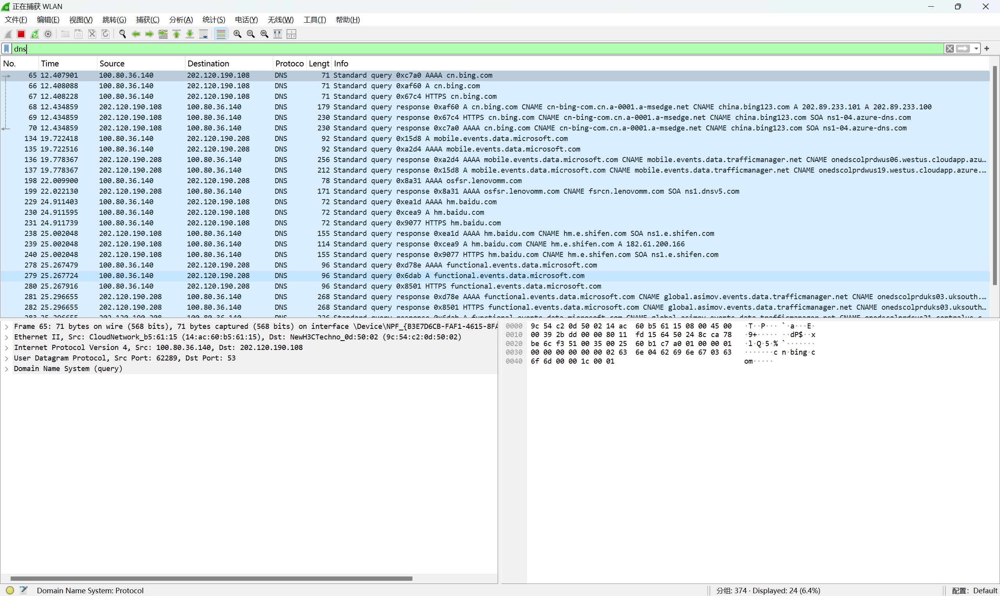 正在捕获 WLAN
文件(F) 编辑(E) 视图(V) 跳转(G) 捕获(C) 分析(A) 统计(S) 电话(Y) 无线(W) 工具(T) 帮助(H)
dns
No. Time Source Destination Protoco Lengt Info
65 12.407901 100.80.36.140 202.120.190.108 DNS 71 Standard query 0xc7a0 AAAA cn.bing.com
66 12.408088 100.80.36.140 202.120.190.108 DNS 71 Standard query 0xaf60 A cn.bing.com
67 12.408228 100.80.36.140 202.120.190.108 DNS 71 Standard query 0x67c4 HTTPS cn.bing.com
68 12.434859 202.120.190.108 100.80.36.140 DNS 179 Standard query response 0xaf60 A cn.bing.com CNAME cn-bing-com.cn.a-0001.a-msedge.net CNAME china.bing123.com A 202.89.233.101 A 202.89.233.100
69 12.434859 202.120.190.108 100.80.36.140 DNS 230 Standard query response 0x67c4 HTTPS cn.bing.com CNAME cn-bing-com.cn.a-0001.a-msedge.net CNAME china.bing123.com SOA ns1-04.azure-dns.com
70 12.434859 202.120.190.108 100.80.36.140 DNS 230 Standard query response 0xc7a0 AAAA cn.bing.com CNAME cn-bing-com.cn.a-0001.a-msedge.net CNAME china.bing123.com SOA ns1-04.azure-dns.com
134 19.722418 100.80.36.140 202.120.190.208 DNS 92 Standard query 0x15d8 A mobile.events.data.microsoft.com
135 19.722516 100.80.36.140 202.120.190.208 DNS 92 Standard query 0xa2d4 AAAA mobile.events.data.microsoft.com
136 19.778367 202.120.190.208 100.80.36.140 DNS 256 Standard query response 0xa2d4 AAAA mobile.events.data.microsoft.com CNAME mobile.events.data.trafficmanager.net CNAME onedscolprdwus06.westus.cloudapp.azu…
137 19.778367 202.120.190.208 100.80.36.140 DNS 212 Standard query response 0x15d8 A mobile.events.data.microsoft.com CNAME mobile.events.data.trafficmanager.net CNAME onedscolprdwus19.westus.cloudapp.azure.…
198 22.009900 100.80.36.140 202.120.190.208 DNS 78 Standard query 0x8a31 AAAA osfsr.lenovomm.com
199 22.022130 202.120.190.208 100.80.36.140 DNS 171 Standard query response 0x8a31 AAAA osfsr.lenovomm.com CNAME fsrcn.lenovomm.com SOA ns1.dnsv5.com
229 24.911403 100.80.36.140 202.120.190.108 DNS 72 Standard query 0xea1d AAAA hm.baidu.com
230 24.911595 100.80.36.140 202.120.190.108 DNS 72 Standard query 0xcea9 A hm.baidu.com
231 24.911739 100.80.36.140 202.120.190.108 DNS 72 Standard query 0x9077 HTTPS hm.baidu.com
238 25.002048 202.120.190.108 100.80.36.140 DNS 155 Standard query response 0xea1d AAAA hm.baidu.com CNAME hm.e.shifen.com SOA ns1.e.shifen.com
239 25.002048 202.120.190.108 100.80.36.140 DNS 114 Standard query response 0xcea9 A hm.baidu.com CNAME hm.e.shifen.com A 182.61.200.166
240 25.002048 202.120.190.108 100.80.36.140 DNS 155 Standard query response 0x9077 HTTPS hm.baidu.com CNAME hm.e.shifen.com SOA ns1.e.shifen.com
278 25.267479 100.80.36.140 202.120.190.208 DNS 96 Standard query 0xd78e AAAA functional.events.data.microsoft.com
279 25.267724 100.80.36.140 202.120.190.208 DNS 96 Standard query 0x6dab A functional.events.data.microsoft.com
280 25.267916 100.80.36.140 202.120.190.208 DNS 96 Standard query 0x8501 HTTPS functional.events.data.microsoft.com
281 25.296655 202.120.190.208 100.80.36.140 DNS 268 Standard query response 0xd78e AAAA functional.events.data.microsoft.com CNAME global.asimov.events.data.trafficmanager.net CNAME onedscolprduks03.uksouth.…
282 25.296655 202.120.190.208 100.80.36.140 DNS 268 Standard query response 0x8501 HTTPS functional.events.data.microsoft.com CNAME global.asimov.events.data.trafficmanager.net CNAME onedscolprduks03.uksouth…
Frame 65: 71 bytes on wire (568 bits), 71 bytes captured (568 bits) on interface \Device\NPF_{B3E7D6CB-FAF1-4615-8FA
Ethernet II, Src: CloudNetwork_b5:61:15 (14:ac:60:b5:61:15), Dst: NewH3CTechno_0d:50:02 (9c:54:c2:0d:50:02)
Internet Protocol Version 4, Src: 100.80.36.140, Dst: 202.120.190.108
User Datagram Protocol, Src Port: 62289, Dst Port: 53
Domain Name System (query)
0000 9c 54 c2 0d 50 02 14 ac 60 b5 61 15 08 00 45 00 ·T··P··· `·a···E·
0010 00 39 2b dd 00 00 80 11 fd 15 64 50 24 8c ca 78 ·9+····· ··dP$··x
0020 be 6c f3 51 00 35 00 25 60 b1 c7 a0 01 00 00 01 ·l·Q·5·% `·······
0030 00 00 00 00 00 00 02 63 6e 04 62 69 6e 67 03 63 ·······c n·bing·c
0040 6f 6d 00 00 1c 00 01 om·····
Domain Name System: Protocol
分组: 374 · Displayed: 24 (6.4%)
配置: Default